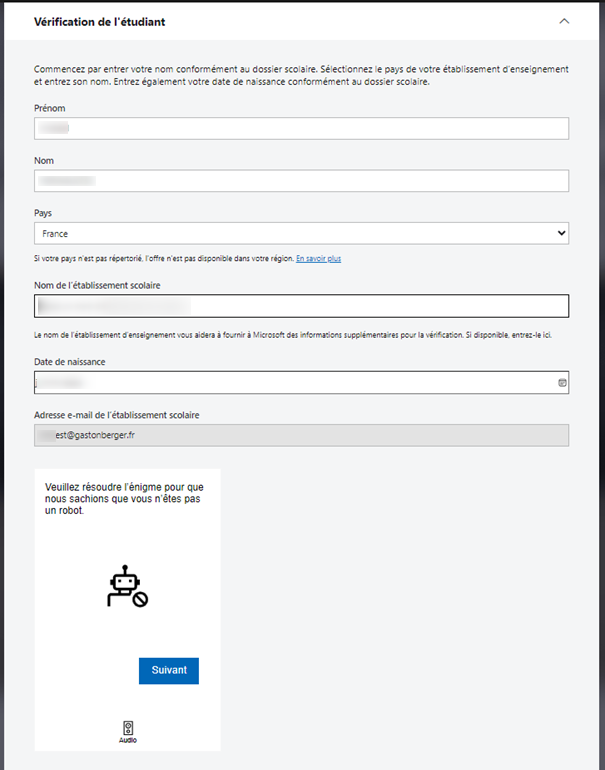 Vérification de l'étudiant
Commencez par entrer votre nom conformément au dossier scolaire. Sélectionnez le pays de votre établissement d'enseignement
et entrez son nom. Entrez également votre date de naissance conformément au dossier scolaire.
Prénom
Nom
Pays
France
Si votre pays n'est pas répertorié, l'offre n'est pas disponible dans votre région. En savoir plus
Nom de l'établissement scolaire
Le nom de l'établissement d'enseignement vous aidera à fournir à Microsoft des informations supplémentaires pour la vérification. Si disponible, entrez-le ici.
Date de naissance
Adresse e-mail de l'établissement scolaire
est@gastonberger.fr
Veuillez résoudre l'énigme pour que
nous sachions que vous n'êtes pas
un robot.
Suivant
Audio